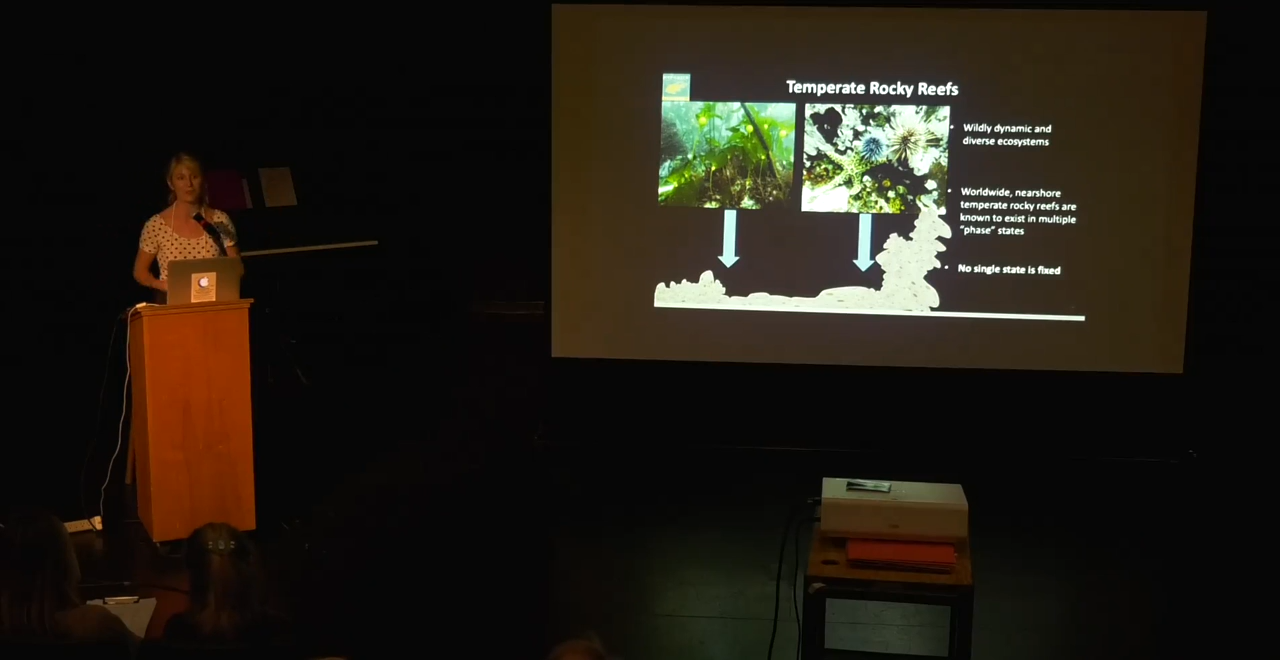 Temperate Rocky Reefs
• Wildly dynamic and
diverse ecosystems
• Worldwide, nearshore
temperate rocky reefs are
known to exist in multiple
"phase" states
• No single state is fixed